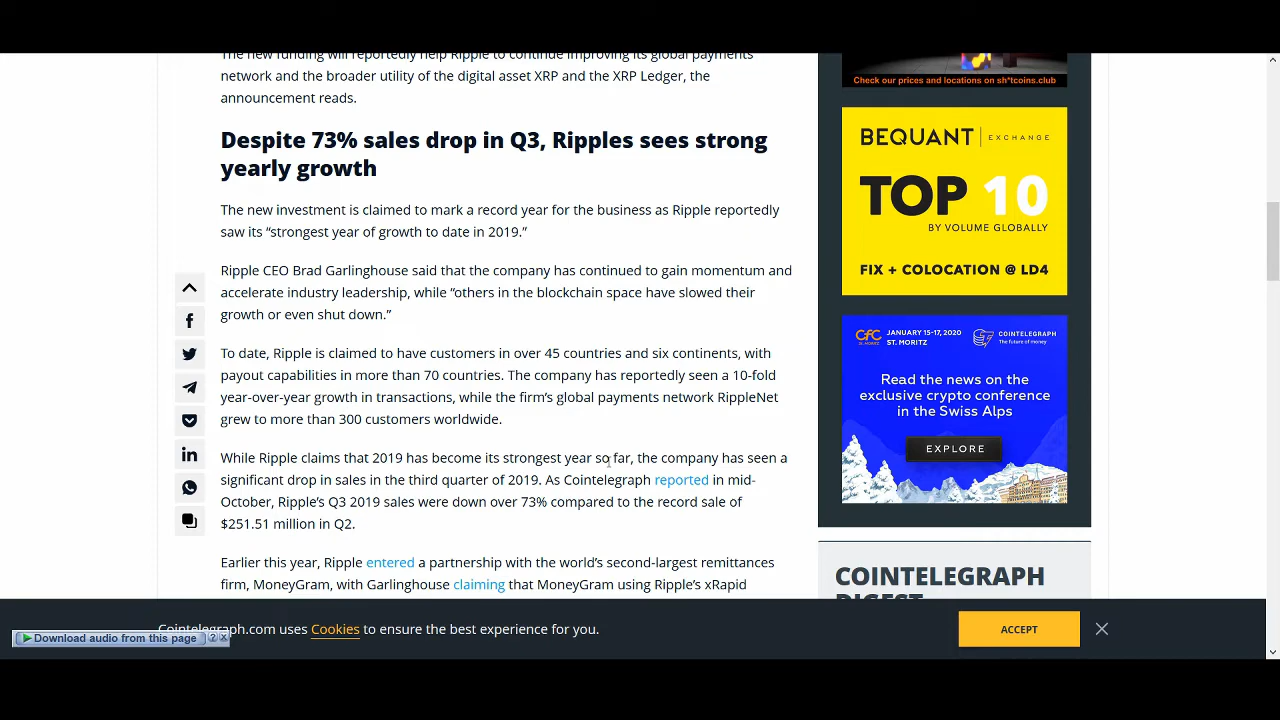 The new funding will reportedly help Ripple to continue improving its global payments
network and the broader utility of the digital asset XRP and the XRP Ledger, the
announcement reads.
Despite 73% sales drop in Q3, Ripples sees strong
yearly growth
The new investment is claimed to mark a record year for the business as Ripple reportedly
saw its “strongest year of growth to date in 2019.”
Ripple CEO Brad Garlinghouse said that the company has continued to gain momentum and
accelerate industry leadership, while “others in the blockchain space have slowed their
growth or even shut down.”
To date, Ripple is claimed to have customers in over 45 countries and six continents, with
payout capabilities in more than 70 countries. The company has reportedly seen a 10-fold
year-over-year growth in transactions, while the firm’s global payments network RippleNet
grew to more than 300 customers worldwide.
While Ripple claims that 2019 has become its strongest year so far, the company has seen a
significant drop in sales in the third quarter of 2019. As Cointelegraph reported in mid-
October, Ripple’s Q3 2019 sales were down over 73% compared to the record sale of
$251.51 million in Q2.
Earlier this year, Ripple entered a partnership with the world’s second-largest remittances
firm, MoneyGram, with Garlinghouse claiming that MoneyGram using Ripple’s xRapid
Check our prices and locations on sh*tcoins.club
BEQUANT | EXCHANGE
TOP 10
BY VOLUME GLOBALLY
FIX + COLOCATION @ LD4
CFC
ST. MORITZ
JANUARY 15-17, 2020
ST. MORITZ
COINTELEGRAPH
The future of money
Read the news on the
exclusive crypto conference
in the Swiss Alps
EXPLORE
COINTELEGRAPH
DIGEST
Cointelegraph.com uses Cookies to ensure the best experience for you.
ACCEPT
Download audio from this page ? X